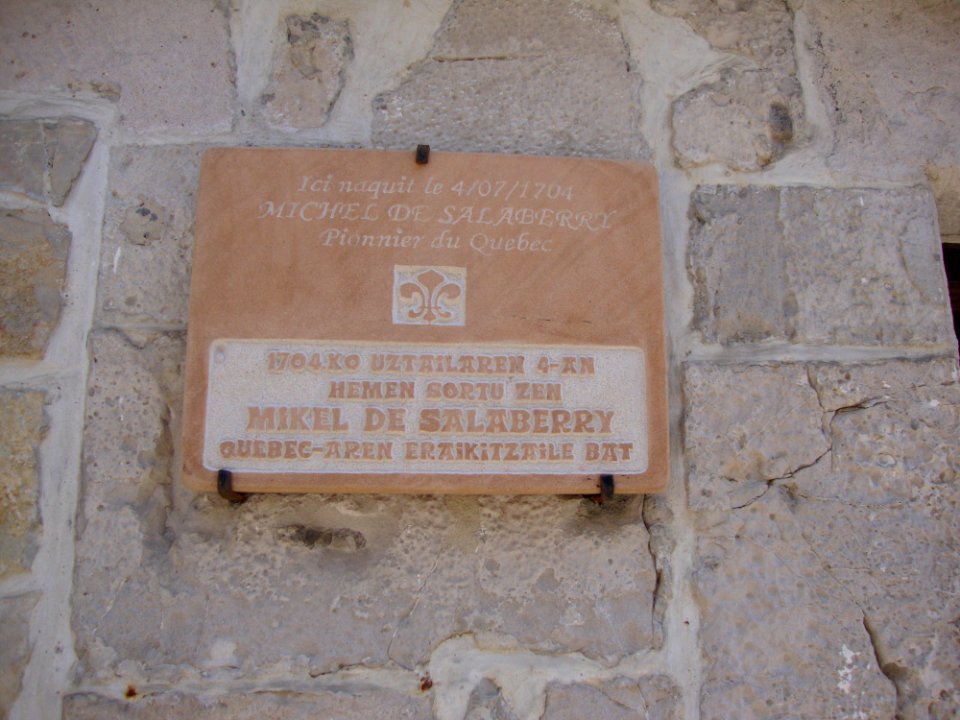 Ici naquit le 4/07/1704
MICHEL DE SALABERRY
Pionnier du Quebec
1704.KO UZTAILAREN 4-AN
HEMEN SORTU ZEN
MIKEL DE SALABERRY
QUEBEC-AREN ERAIKITZAILE BAT